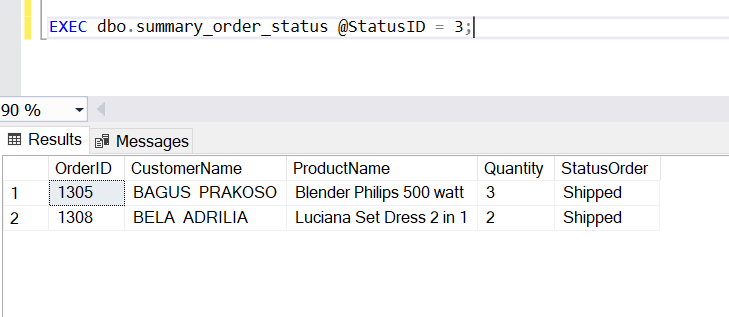 EXEC dbo.summary_order_status @StatusID = 3;
90 %
Results Messages
OrderID CustomerName ProductName Quantity StatusOrder
1 1305 BAGUS  PRAKOSO Blender Philips 500 watt 3 Shipped
2 1308 BELA  ADRILIA Luciana Set Dress 2 in 1 2 Shipped